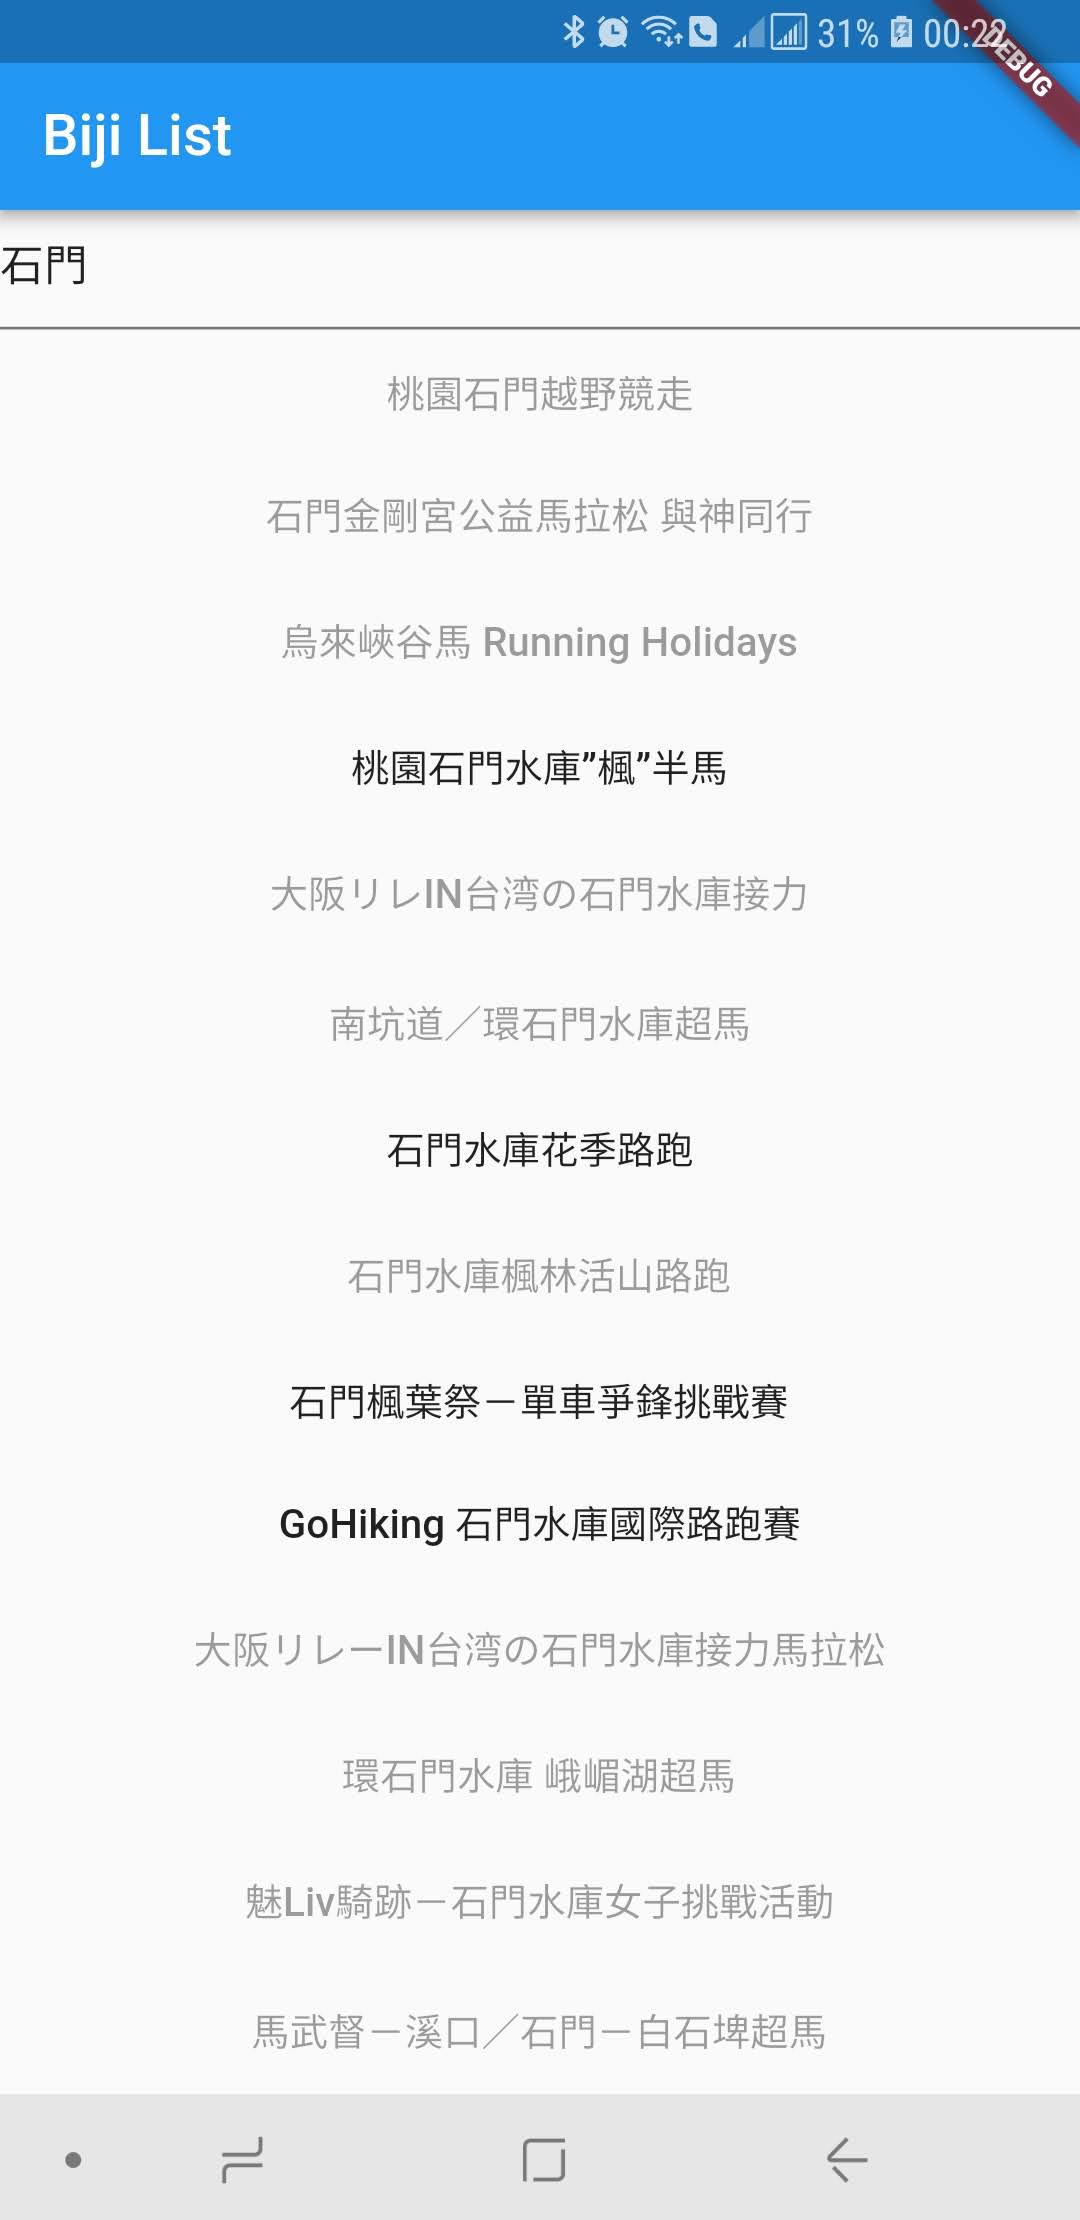 31% 00:22
DEBUG
Biji List
石門
桃園石門越野競走
石門金剛宮公益馬拉松 與神同行
烏來峽谷馬 Running Holidays
桃園石門水庫”楓”半馬
大阪リレIN台湾の石門水庫接力
南坑道／環石門水庫超馬
石門水庫花季路跑
石門水庫楓林活山路跑
石門楓葉祭－單車爭鋒挑戰賽
GoHiking 石門水庫國際路跑賽
大阪リレーIN台湾の石門水庫接力馬拉松
環石門水庫 峨嵋湖超馬
魅Liv騎跡－石門水庫女子挑戰活動
馬武督－溪口／石門－白石埤超馬